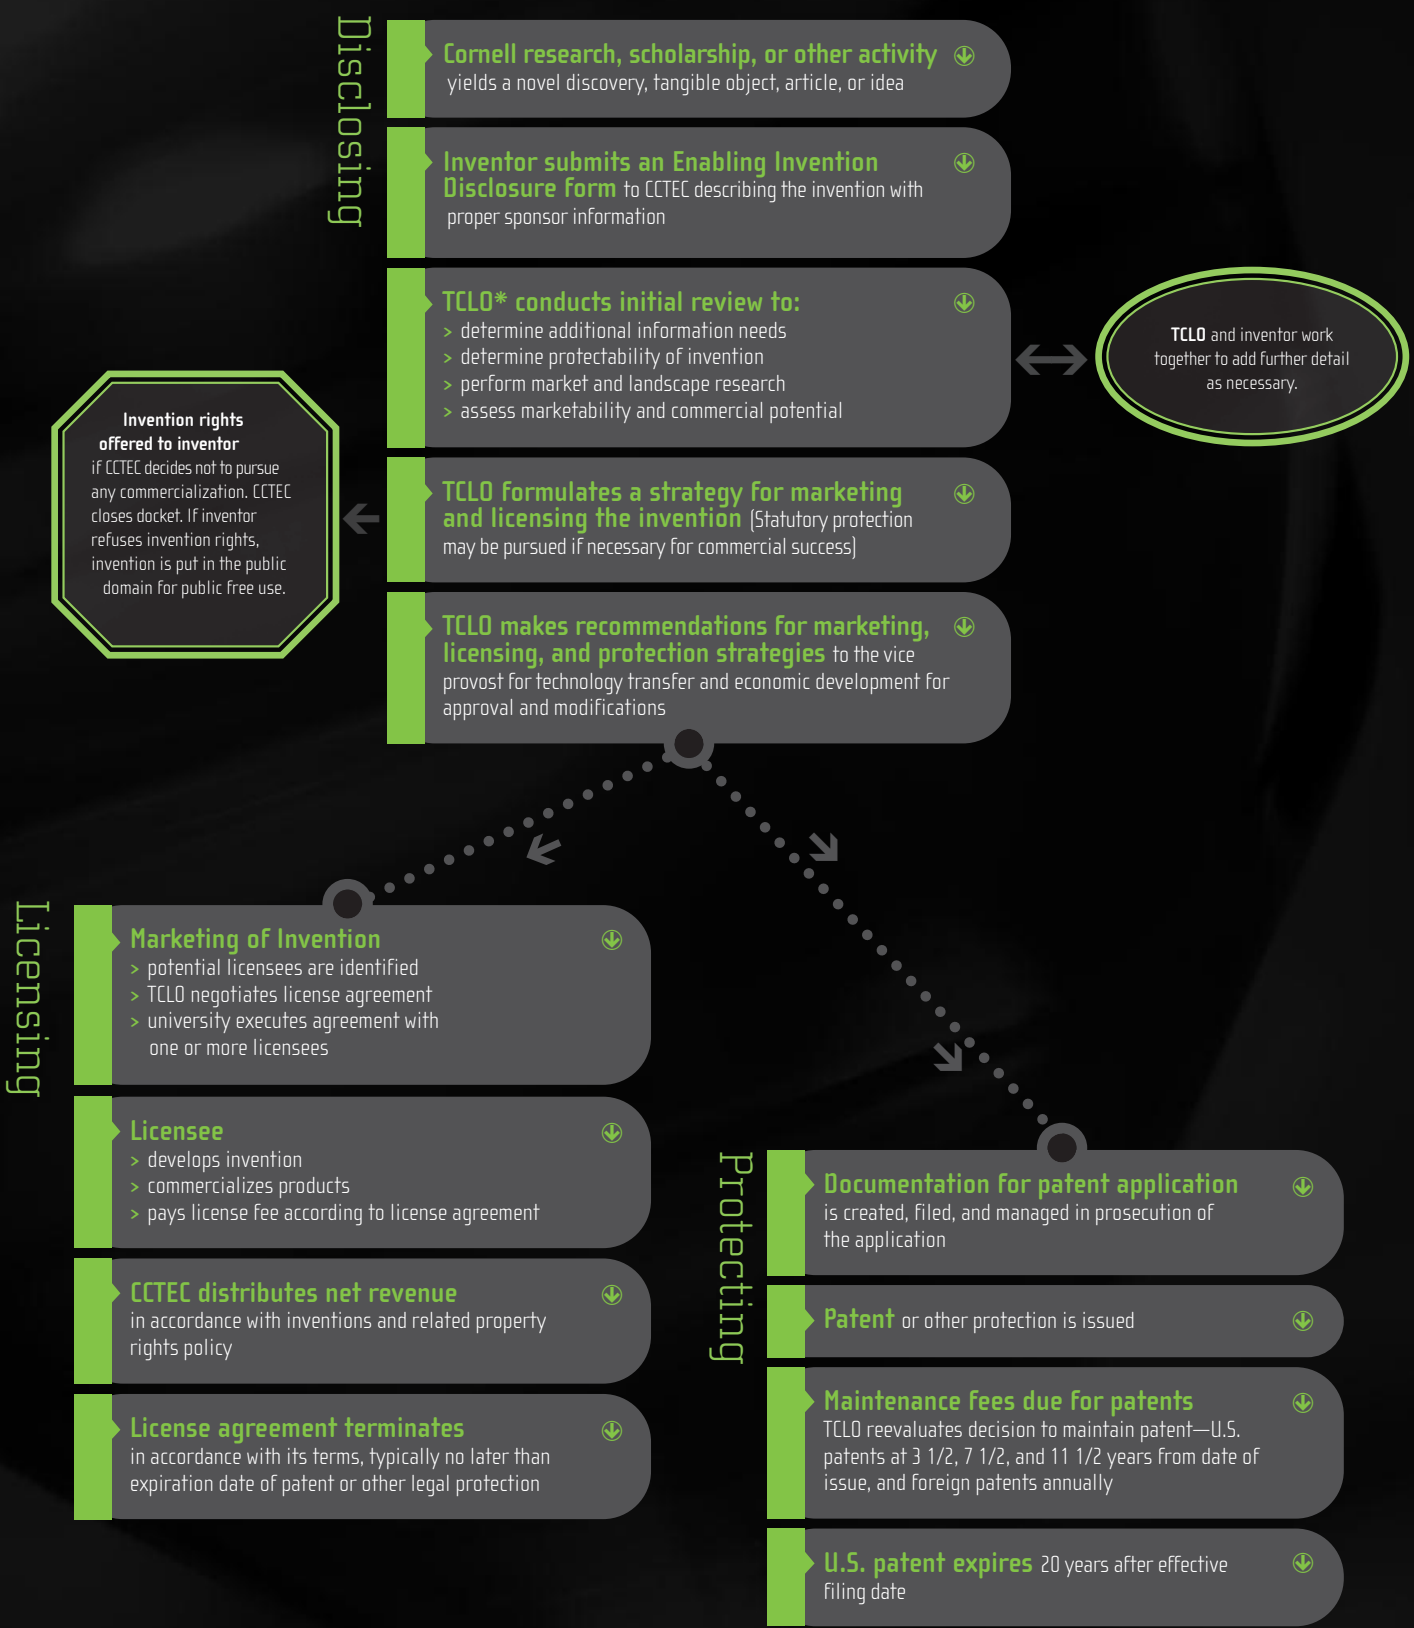 Disclosing
Cornell research, scholarship, or other activity
yields a novel discovery, tangible object, article, or idea
Inventor submits an Enabling Invention
Disclosure form to CCTEC describing the invention with
proper sponsor information
TCLO* conducts initial review to:
> determine additional information needs
> determine protectability of invention
> perform market and landscape research
> assess marketability and commercial potential
TCLO and inventor work
together to add further detail
as necessary.
Invention rights
offered to inventor
if CCTEC decides not to pursue
any commercialization. CCTEC
closes docket. If inventor
refuses invention rights,
invention is put in the public
domain for public free use.
TCLO formulates a strategy for marketing
and licensing the invention (Statutory protection
may be pursued if necessary for commercial success)
TCLO makes recommendations for marketing,
licensing, and protection strategies to the vice
provost for technology transfer and economic development for
approval and modifications
Licensing
Marketing of Invention
> potential licensees are identified
> TCLO negotiates license agreement
> university executes agreement with
one or more licensees
Licensee
> develops invention
> commercializes products
> pays license fee according to license agreement
CCTEC distributes net revenue
in accordance with inventions and related property
rights policy
License agreement terminates
in accordance with its terms, typically no later than
expiration date of patent or other legal protection
Protecting
Documentation for patent application
is created, filed, and managed in prosecution of
the application
Patent or other protection is issued
Maintenance fees due for patents
TCLO reevaluates decision to maintain patent—U.S.
patents at 3 1/2, 7 1/2, and 11 1/2 years from date of
issue, and foreign patents annually
U.S. patent expires 20 years after effective
filing date